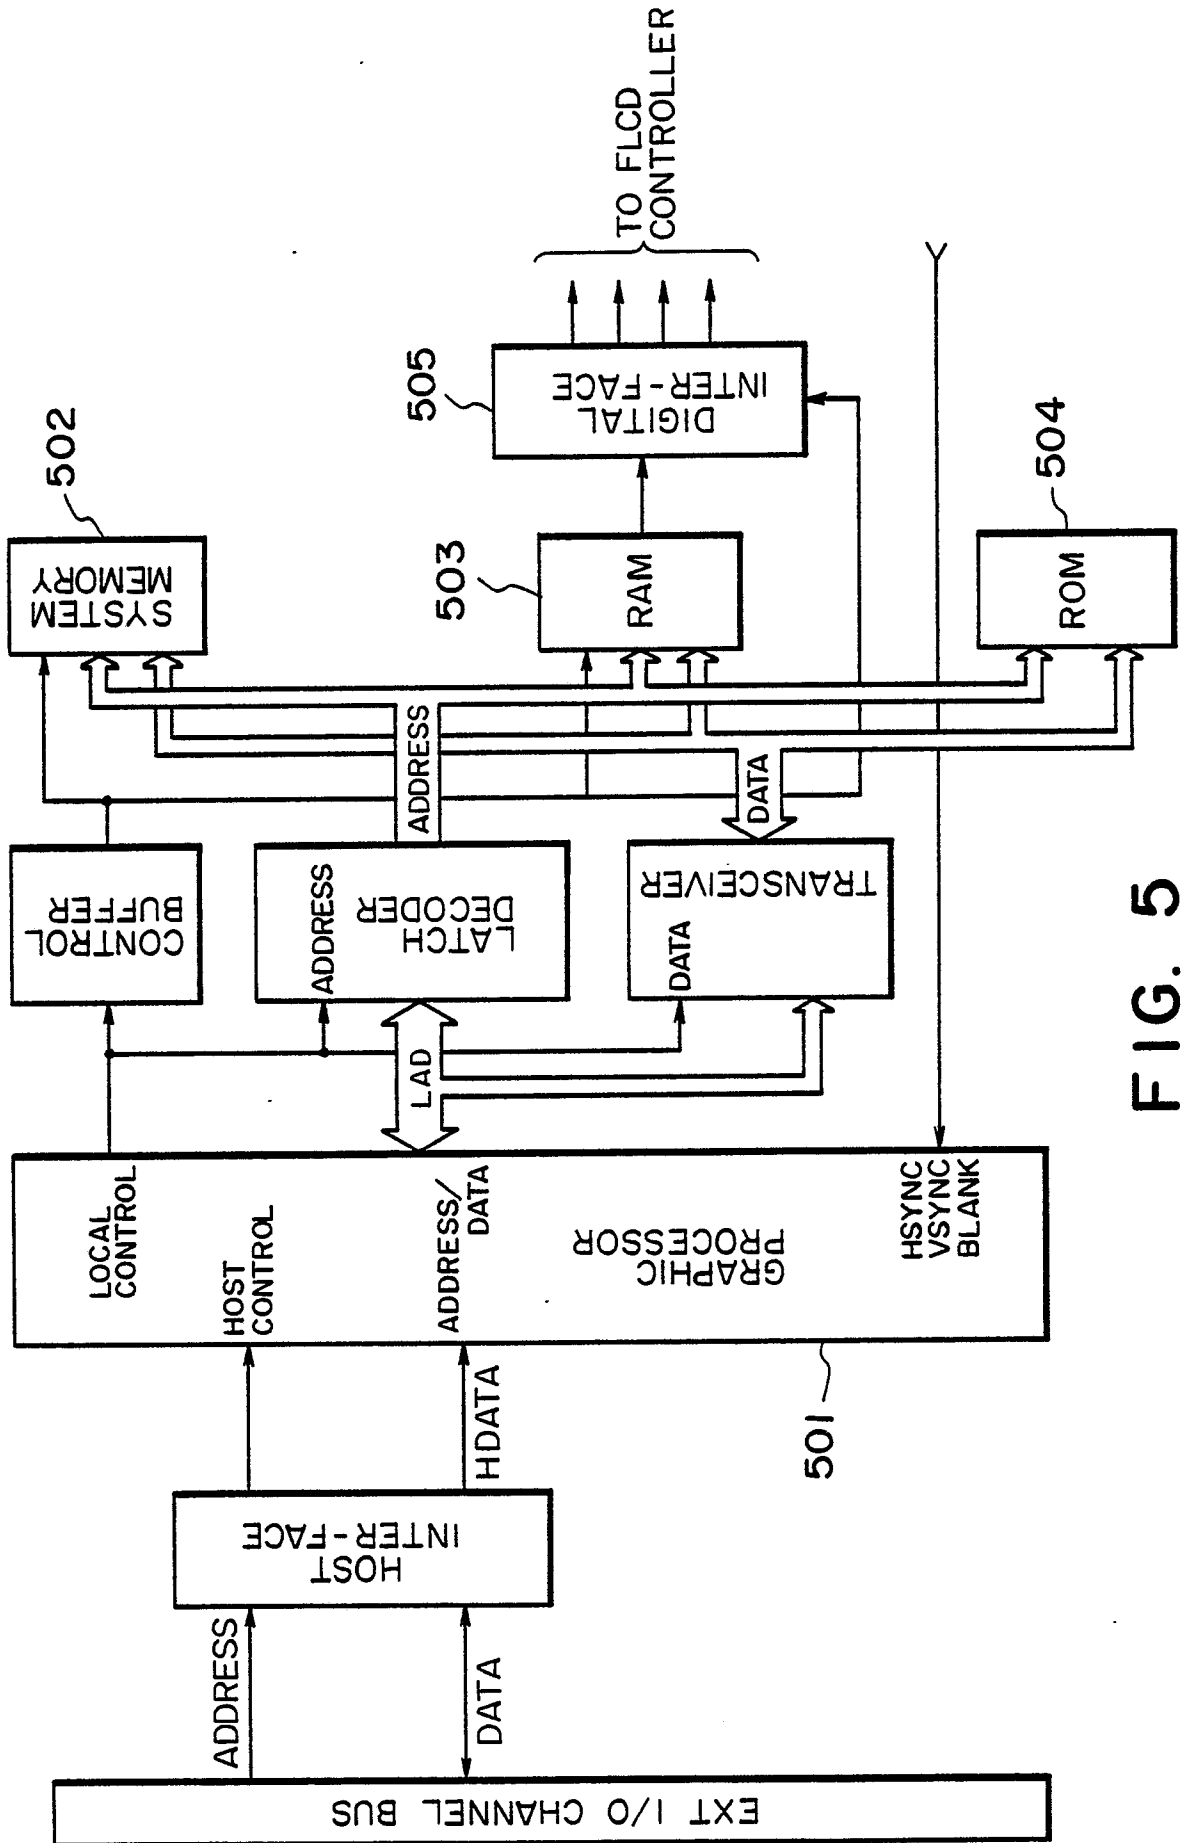 EXT I/O CHANNEL BUS
ADDRESS
DATA
HOST
INTER-FACE
HDATA
LOCAL
CONTROL
HOST
CONTROL
ADDRESS/
DATA
GRAPHIC
PROCESSOR
HSYNC
VSYNC
BLANK
501
LAD
CONTROL
BUFFER
ADDRESS
LATCH
DECODER
DATA
TRANSCEIVER
ADDRESS
DATA
SYSTEM
MEMORY
502
RAM
503
ROM
504
DIGITAL
INTER-FACE
505
TO FLCD
CONTROLLER
FIG. 5